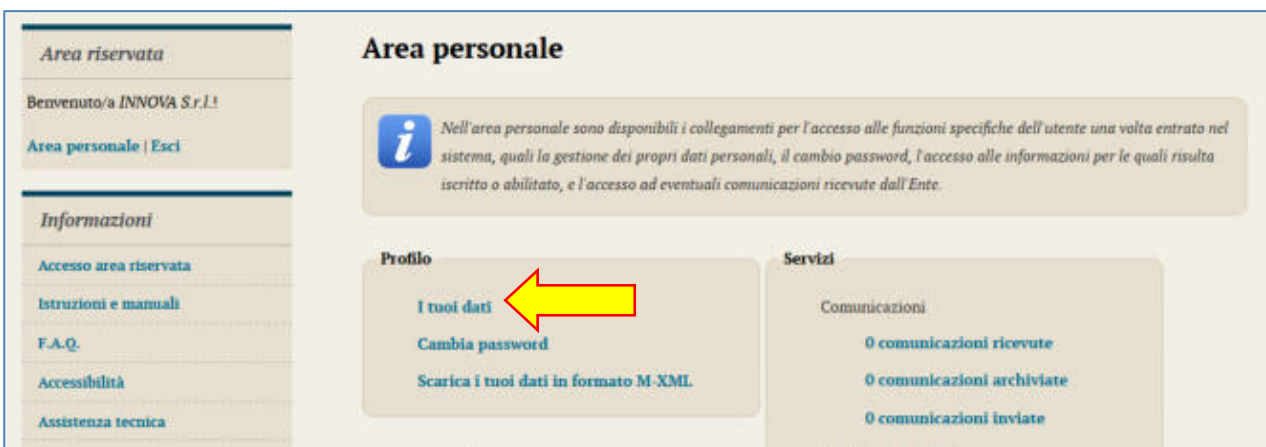 Area riservata
Benvenuto/a INNOVA S.r.l.!
Area personale | Esci
Informazioni
Accesso area riservata
Istruzioni e manuali
F.A.Q.
Accessibilità
Assistenza tecnica
Area personale
Nell'area personale sono disponibili i collegamenti per l'accesso alle funzioni specifiche dell'utente una volta entrato nel
sistema, quali la gestione dei propri dati personali, il cambio password, l'accesso alle informazioni per le quali risulta
iscritto o abilitato, e l'accesso ad eventuali comunicazioni ricevute dall'Ente.
Profilo
I tuoi dati
Cambia password
Scarica i tuoi dati in formato M-XML
Servizi
Comunicazioni
0 comunicazioni ricevute
0 comunicazioni archiviate
0 comunicazioni inviate